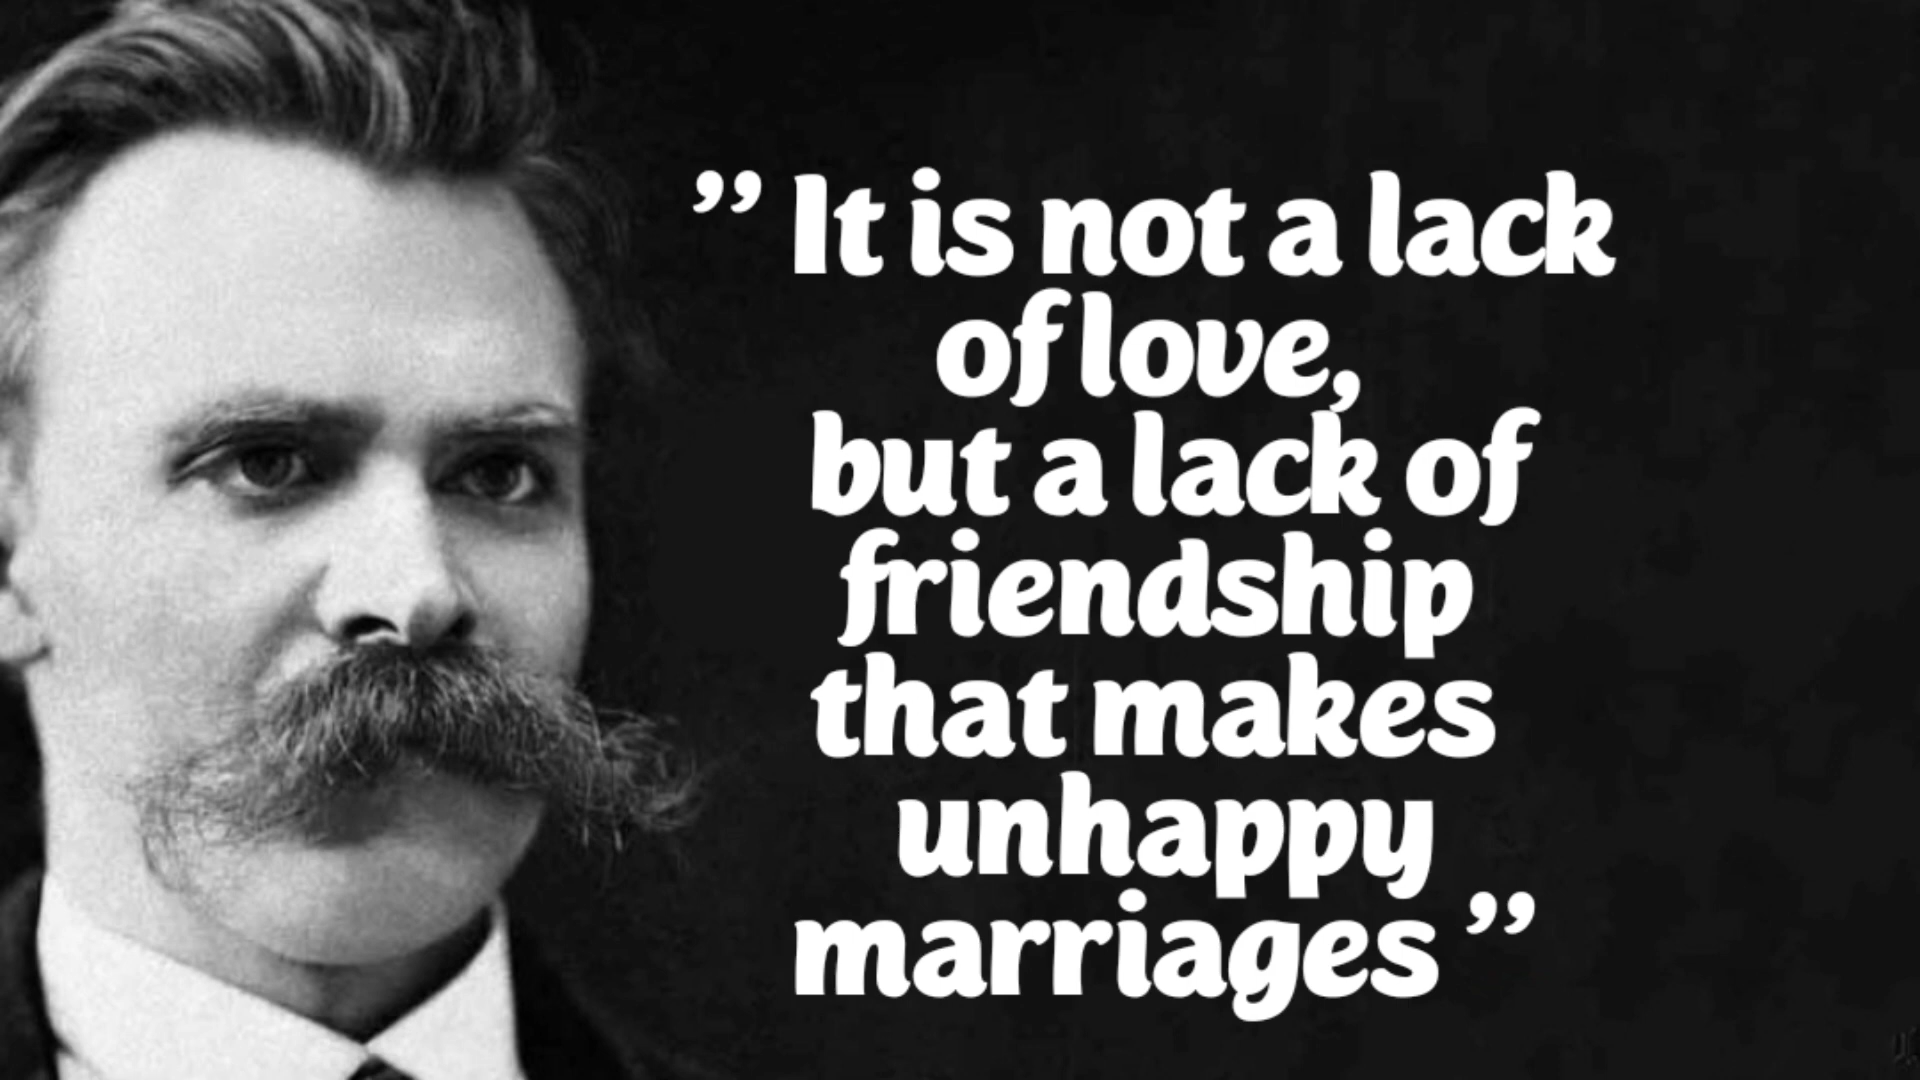 ” It is not a lack
of love,
but a lack of
friendship
that makes
unhappy
marriages ”